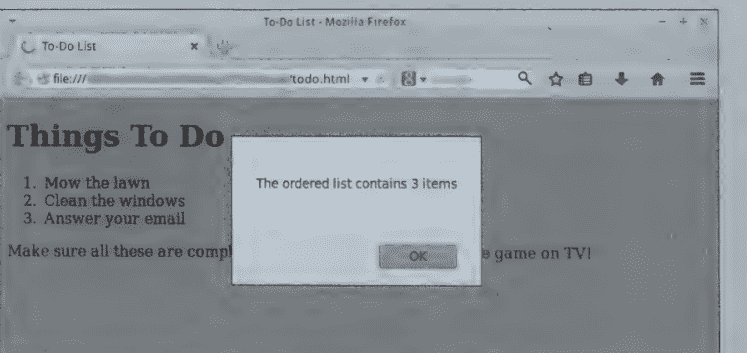 To-Do List - Mozilla Firefox
To-Do List
file:/// /todo.html
Things To Do
1. Mow the lawn
2. Clean the windows
3. Answer your email
The ordered list contains 3 items
Make sure all these are compl e game on TV!
OK